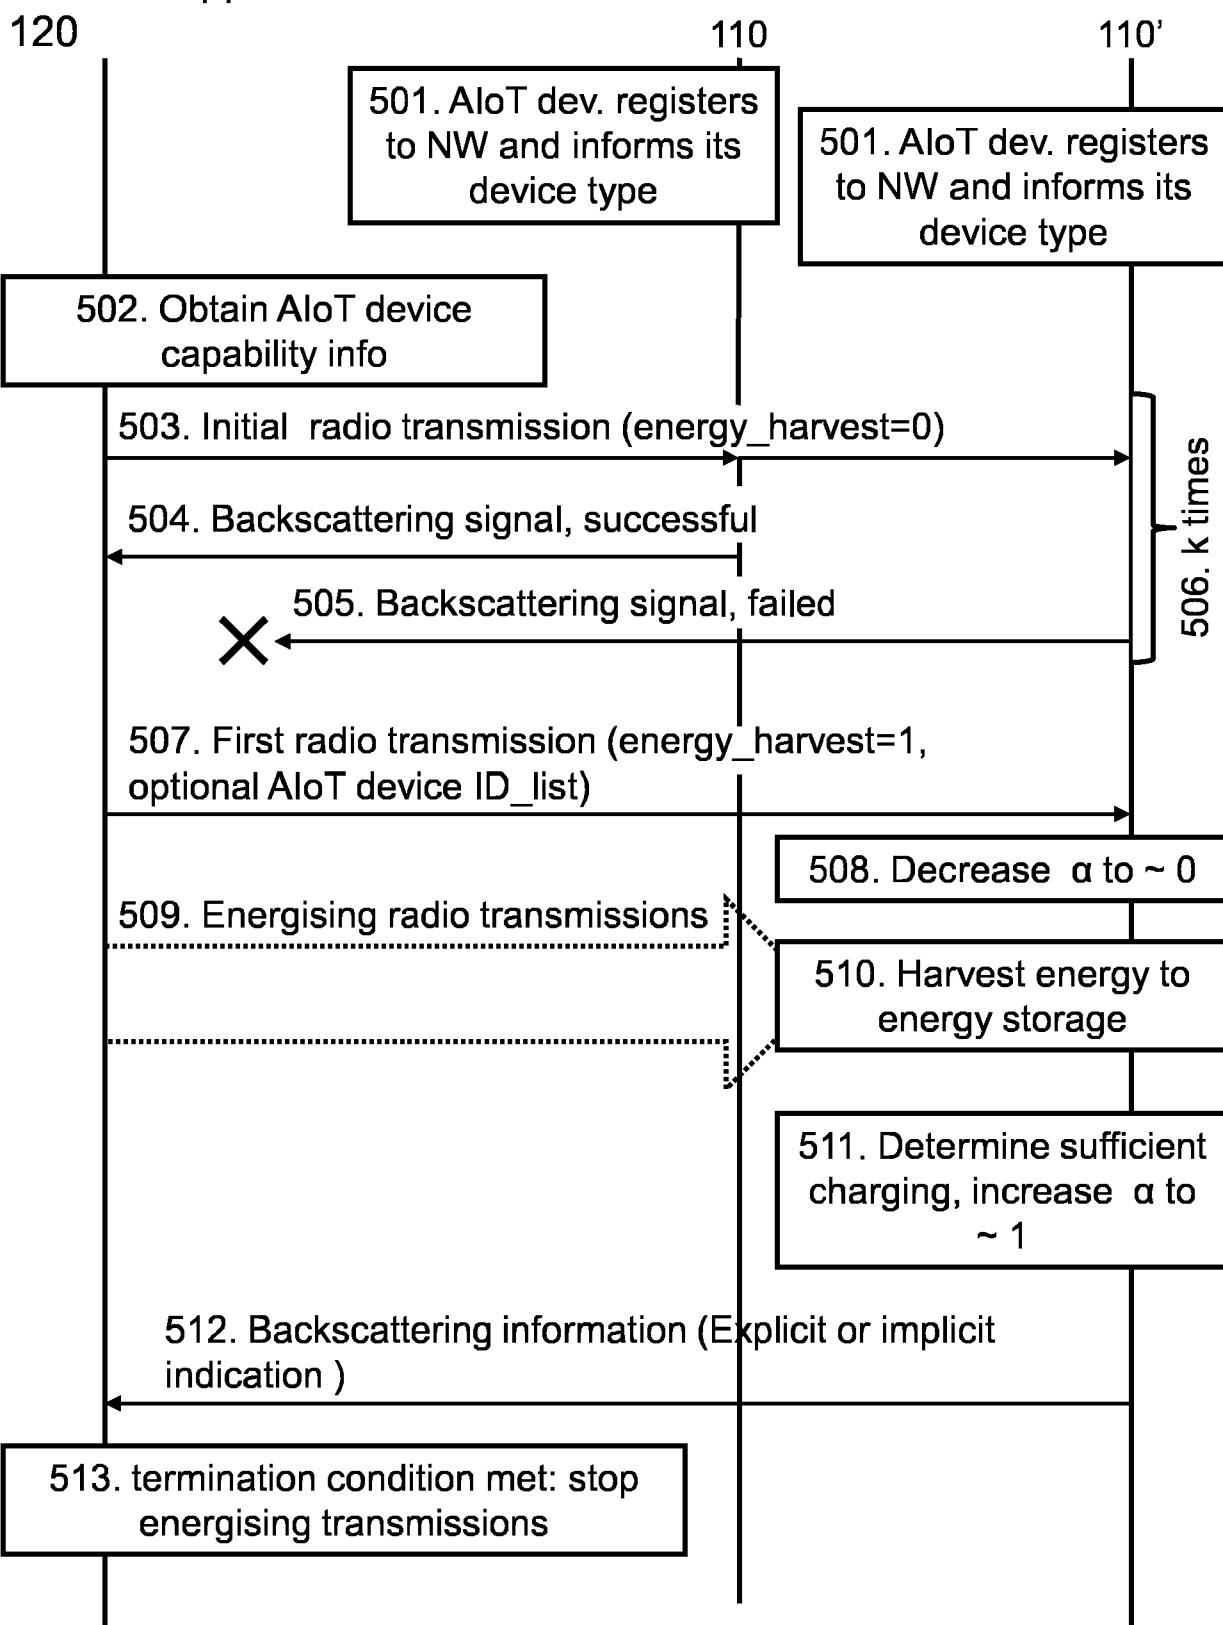 120
110
110’
501. AIoT dev. registers
to NW and informs its
device type
501. AIoT dev. registers
to NW and informs its
device type
502. Obtain AIoT device
capability info
503. Initial radio transmission (energy_harvest=0)
504. Backscattering signal, successful
505. Backscattering signal, failed
506. k times
507. First radio transmission (energy_harvest=1,
optional AIoT device ID_list)
508. Decrease α to ~ 0
509. Energising radio transmissions
510. Harvest energy to
energy storage
511. Determine sufficient
charging, increase α to
~ 1
512. Backscattering information (Explicit or implicit
indication )
513. termination condition met: stop
energising transmissions